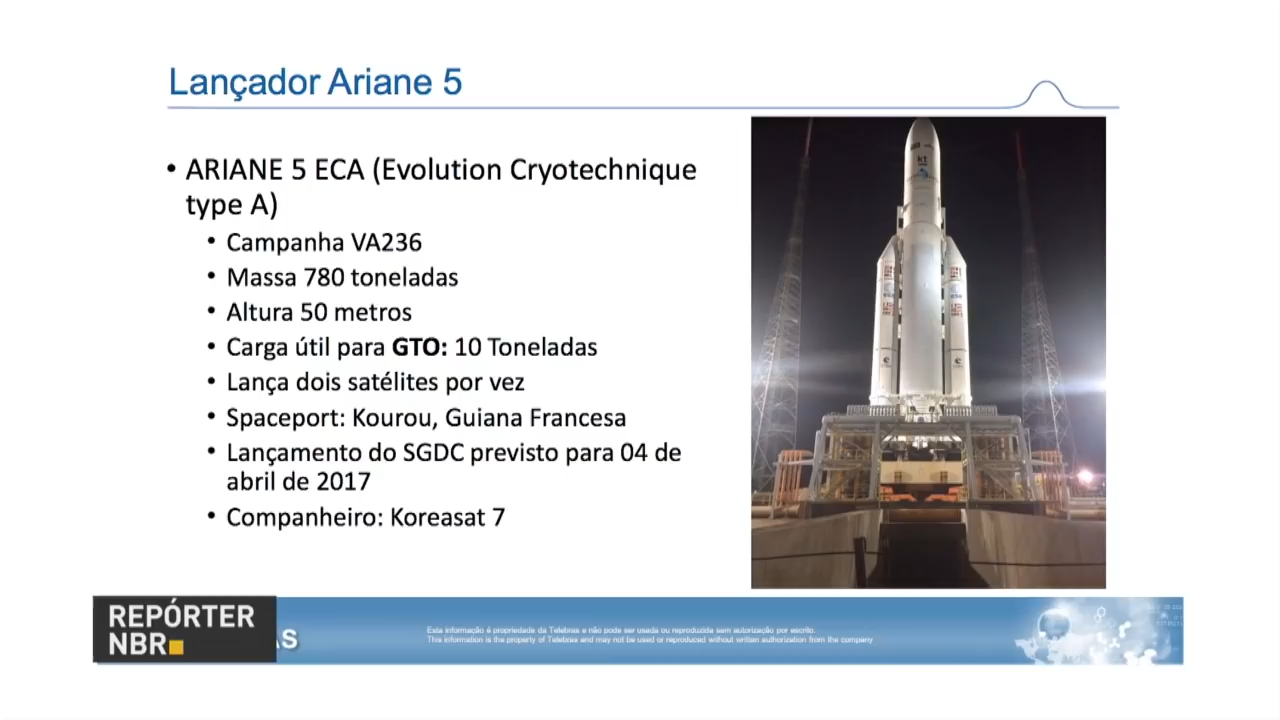 Lançador Ariane 5
• ARIANE 5 ECA (Evolution Cryotechnique
type A)
• Campanha VA236
• Massa 780 toneladas
• Altura 50 metros
• Carga útil para GTO: 10 Toneladas
• Lança dois satélites por vez
• Spaceport: Kourou, Guiana Francesa
• Lançamento do SGDC previsto para 04 de
abril de 2017
• Companheiro: Koreasat 7
kt
REPÓRTER
NBR
AS
Esta informação é propriedade da Telebras e não pode ser usada ou reproduzida sem autorização por escrito.
This information is the property of Telebras and may not be used or reproduced without written authorization from the company